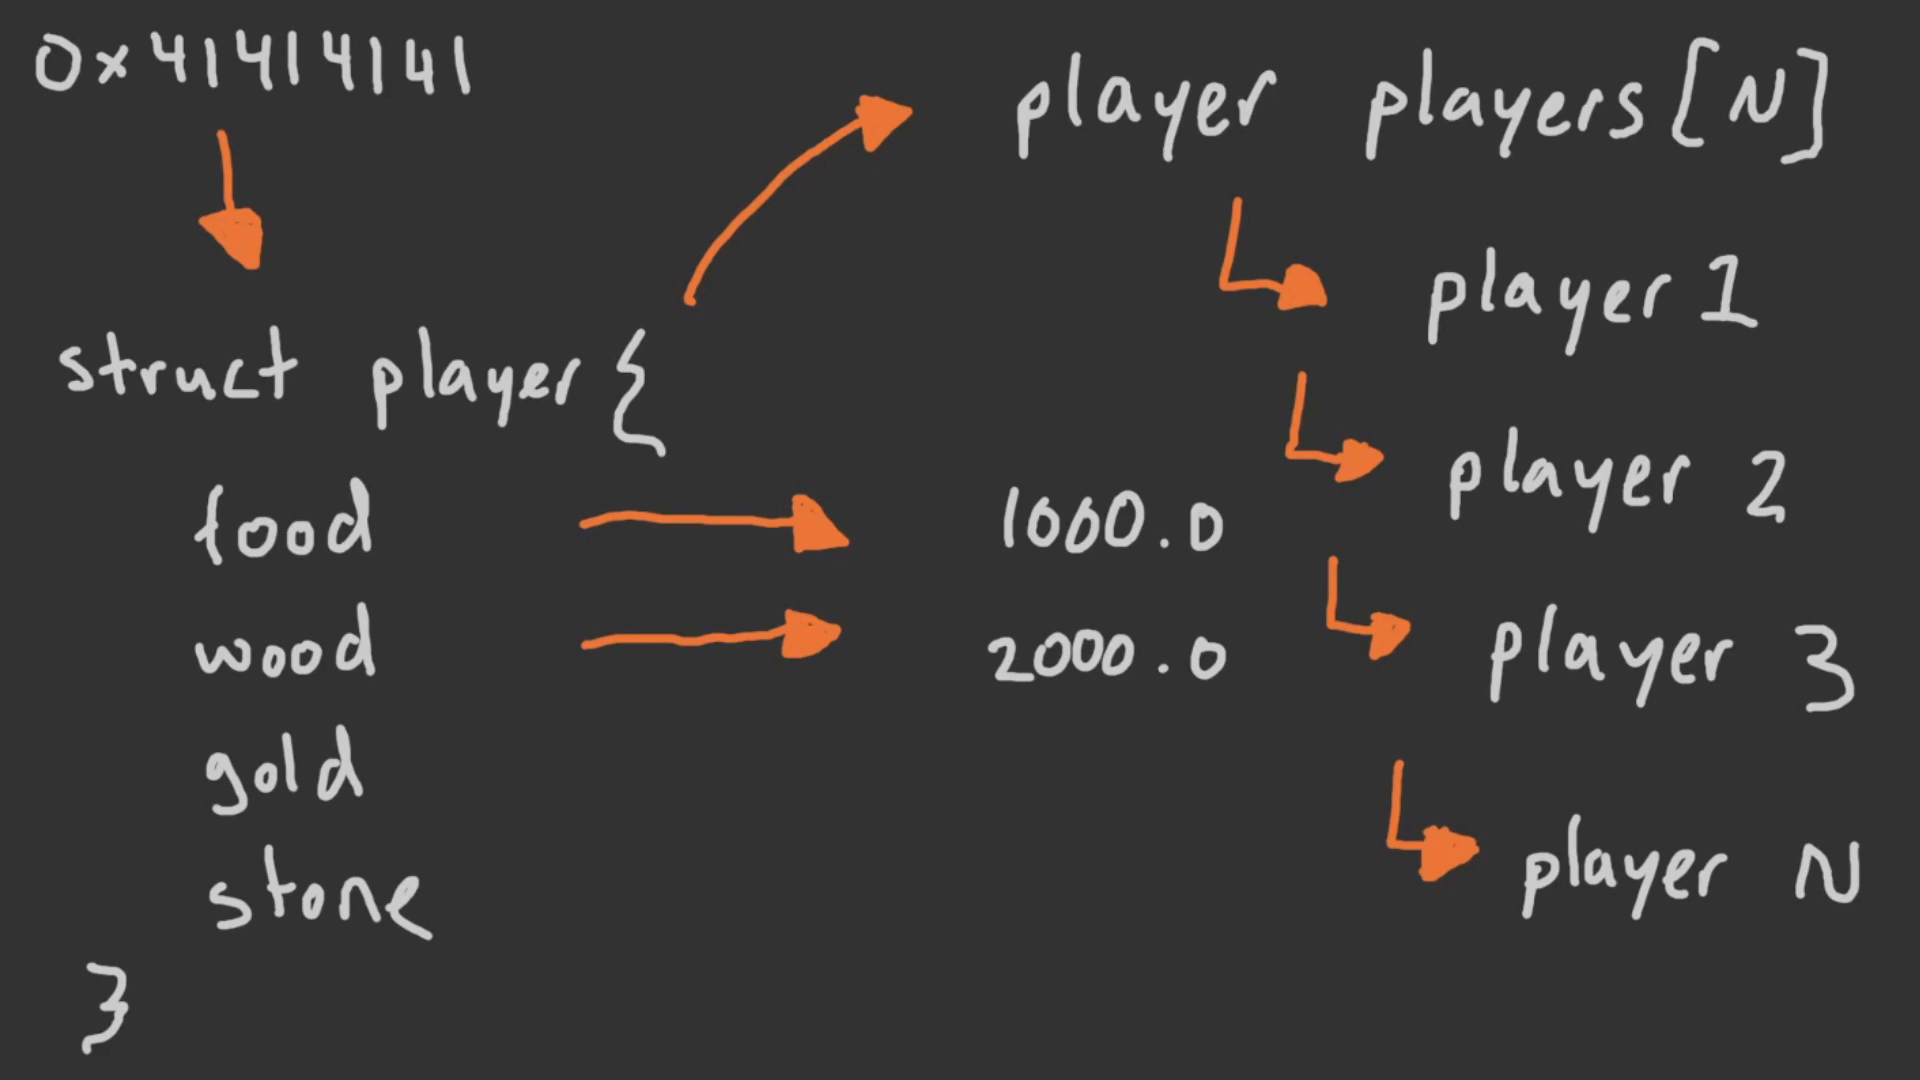 0x41414141
player players[N]
player 1
struct player {
player 2
food 1000.0
wood 2000.0
player 3
gold
stone
player N
}